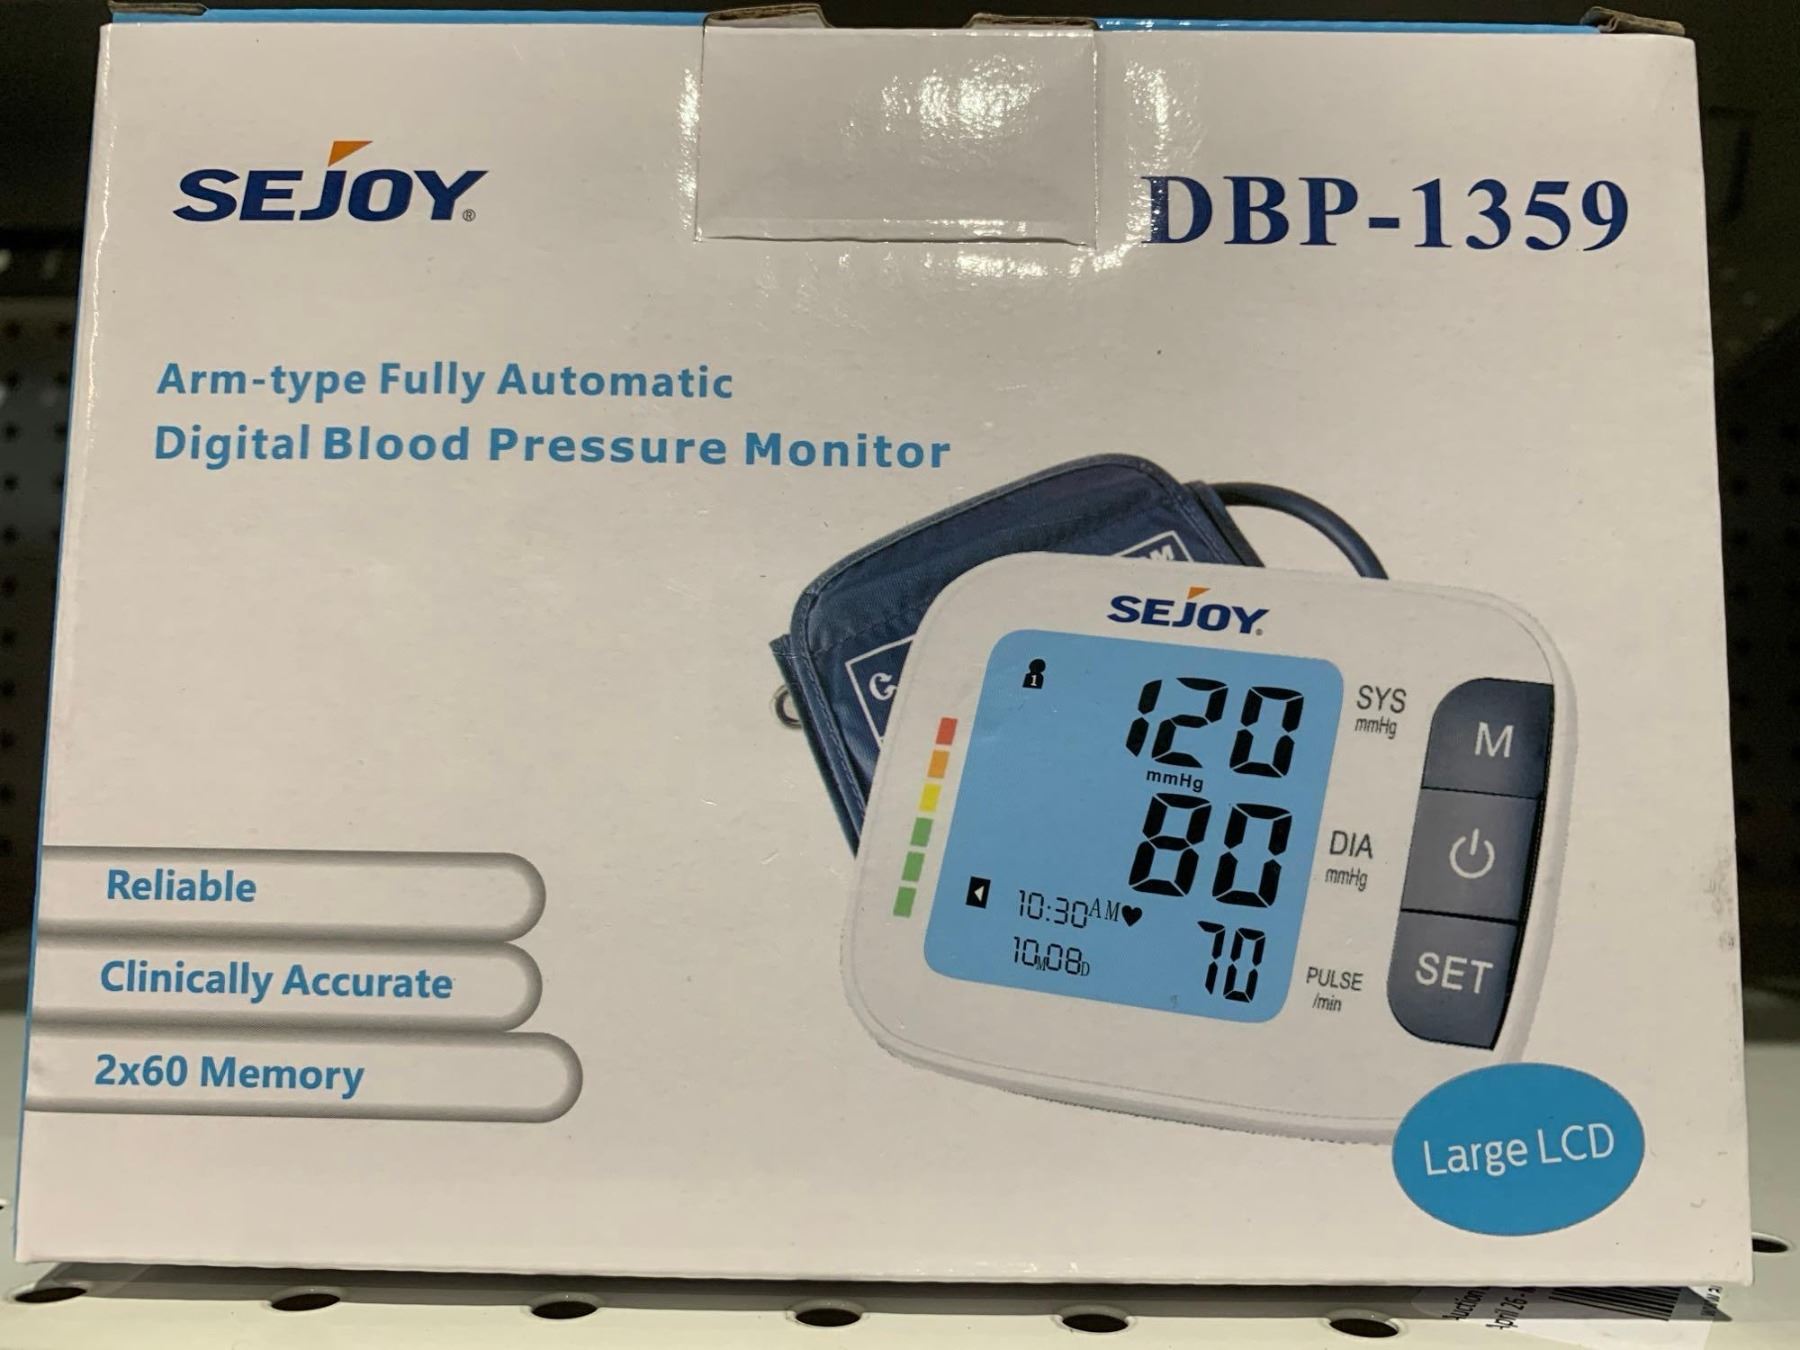 SEJOY®
DBP-1359
Arm-type Fully Automatic
Digital Blood Pressure Monitor
SEJOY
1
120
SYS
mmHg
mmHg
80
DIA
mmHg
10:30AM
10M08D
70
PULSE
/min
M
SET
Reliable
Clinically Accurate
2x60 Memory
Large LCD